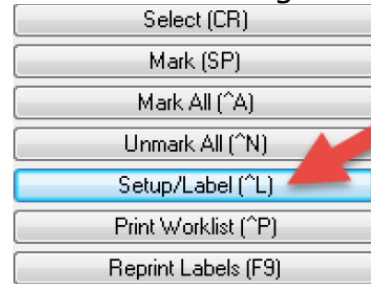 Select (CR)
Mark (SP)
Mark All (^A)
Unmark All (^N)
Setup/Label (^L)
Print Worklist (^P)
Reprint Labels (F9)